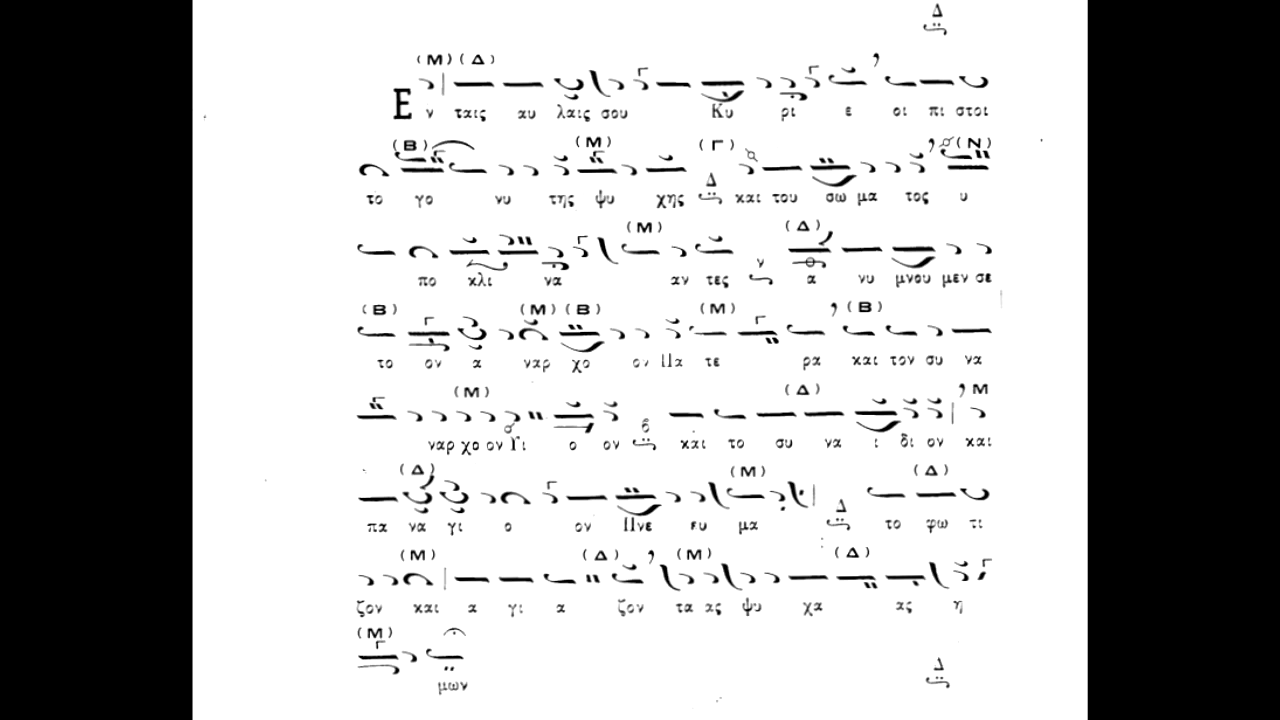 Δ
(Μ) (Δ)
Εν ταις αυ λαις σου Κυ ρι ε οι πι στοι
(Β) (Μ) (Γ) (Ν)
το γο νυ της ψυ χης Δ και του σω μα τος υ
(Μ) (Δ)
πο κλι να αν τες ν α νυ μνου μεν σε
(Β) (Μ) (Β) (Μ) (Β)
το ον α ναρ χο ον Πα τε ρα και τον συ να
(Μ) (Δ) Μ
ναρ χο ον Υι ο ον δ και το συ να ι δι ον και
(Δ) (Μ) (Δ)
πα να γι ο ον Πνε ευ μα Δ το φω τι
(Μ) (Δ) (Μ) (Δ)
ζον και α γι α ζον τα ας ψυ χα ας η
(Μ)
μων Δ